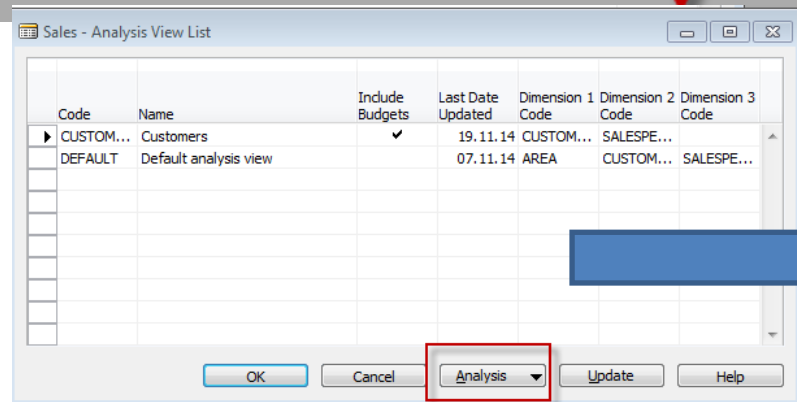 Sales - Analysis View List
Code Name Include Budgets Last Date Updated Dimension 1 Code Dimension 2 Code Dimension 3 Code
CUSTOM... Customers ✔ 19.11.14 CUSTOM... SALESPE...
DEFAULT Default analysis view 07.11.14 AREA CUSTOM... SALESPE...
OK Cancel Analysis Update Help